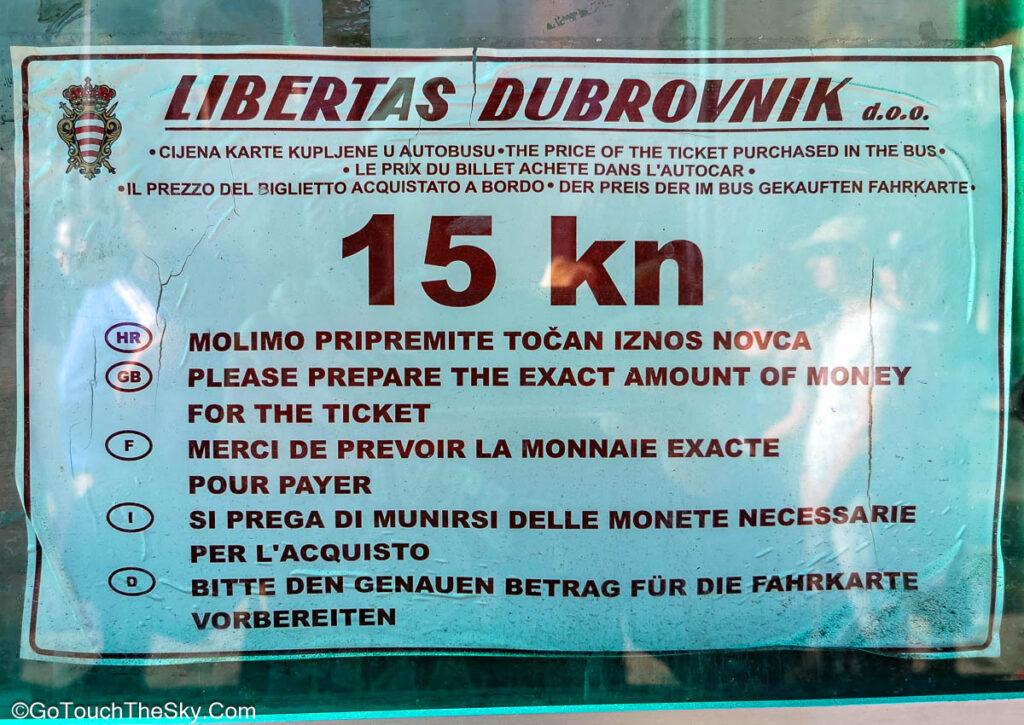 LIBERTAS DUBROVNIK d.o.o.
•CIJENA KARTE KUPLJENE U AUTOBUSU•THE PRICE OF THE TICKET PURCHASED IN THE BUS•
• LE PRIX DU BILLET ACHETE DANS L'AUTOCAR •
•IL PREZZO DEL BIGLIETTO ACQUISTATO A BORDO• DER PREIS DER IM BUS GEKAUFTEN FAHRKARTE•
15 kn
HR MOLIMO PRIPREMITE TOČAN IZNOS NOVCA
GB PLEASE PREPARE THE EXACT AMOUNT OF MONEY
FOR THE TICKET
F MERCI DE PREVOIR LA MONNAIE EXACTE
POUR PAYER
I SI PREGA DI MUNIRSI DELLE MONETE NECESSARIE
PER L'ACQUISTO
D BITTE DEN GENAUEN BETRAG FÜR DIE FAHRKARTE
VORBEREITEN
©GoTouchTheSky.Com